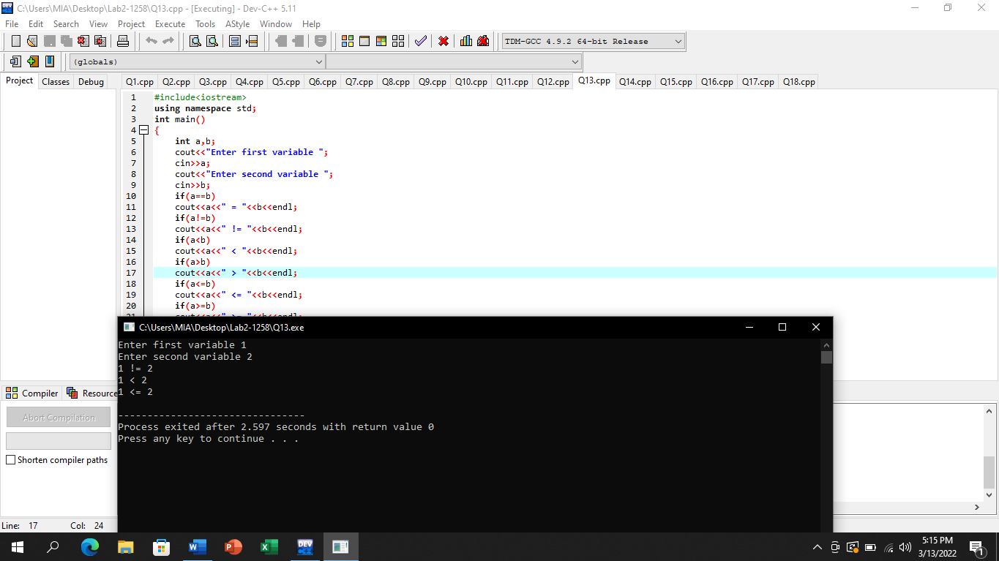 C:\Users\MIA\Desktop\Lab2-1258\Q13.cpp - [Executing] - Dev-C++ 5.11
File Edit Search View Project Execute Tools AStyle Window Help
TDM-GCC 4.9.2 64-bit Release
(globals)
Project Classes Debug
Q1.cpp Q2.cpp Q3.cpp Q4.cpp Q5.cpp Q6.cpp Q7.cpp Q8.cpp Q9.cpp Q10.cpp Q11.cpp Q12.cpp Q13.cpp Q14.cpp Q15.cpp Q16.cpp Q17.cpp Q18.cpp
1 #include<iostream>
2 using namespace std;
3 int main()
4 {
5 int a,b;
6 cout<<"Enter first variable ";
7 cin>>a;
8 cout<<"Enter second variable ";
9 cin>>b;
10 if(a==b)
11 cout<<a<<" = "<<b<<endl;
12 if(a!=b)
13 cout<<a<<" != "<<b<<endl;
14 if(a<b)
15 cout<<a<<" < "<<b<<endl;
16 if(a>b)
17 cout<<a<<" > "<<b<<endl;
18 if(a<=b)
19 cout<<a<<" <= "<<b<<endl;
20 if(a>=b)
21 cout<<a<<" >= "<<b<<endl;
C:\Users\MIA\Desktop\Lab2-1258\Q13.exe
Enter first variable 1
Enter second variable 2
1 != 2
1 < 2
1 <= 2
--------------------------------
Process exited after 2.597 seconds with return value 0
Press any key to continue . . .
Compiler Resource
Abort Compilation
Shorten compiler paths
Line: 17 Col: 24
DEV C++
5:15 PM
3/13/2022
1